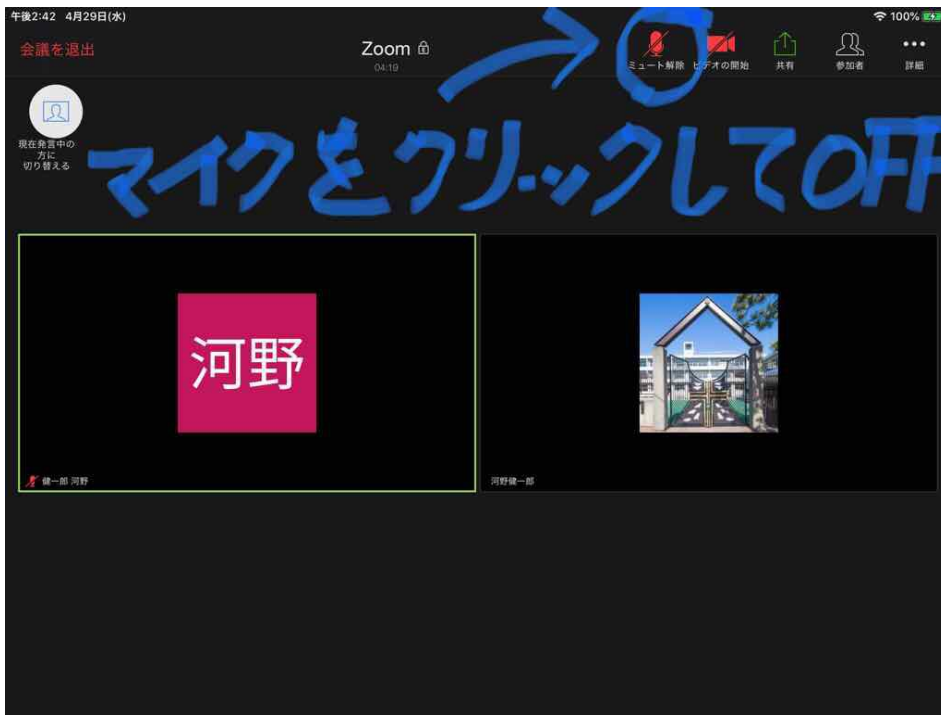 午後2:42 4月29日(水)
100%
会議を退出
Zoom
04:19
ミュート解除
ビデオの開始
共有
参加者
詳細
現在発言中の
方に
切り替える
マイクをクリックしてOFF
河野
健一郎 河野
河野健一郎